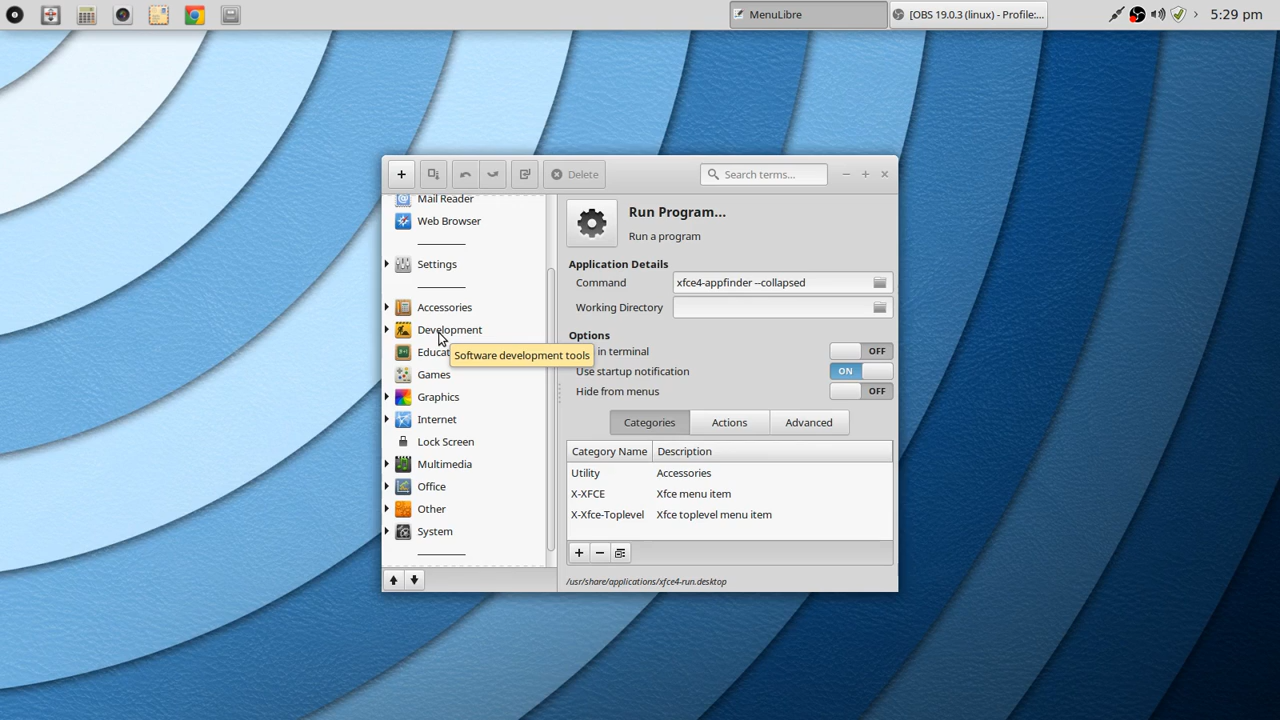 MenuLibre
[OBS 19.0.3 (linux) - Profile:...
5:29 pm
Delete
Search terms...
Mail Reader
Web Browser
Settings
Accessories
Development
Educat
Games
Graphics
Internet
Lock Screen
Multimedia
Office
Other
System
Software development tools
Run Program...
Run a program
Application Details
Command
xfce4-appfinder --collapsed
Working Directory
Options
in terminal
OFF
Use startup notification
ON
Hide from menus
OFF
Categories
Actions
Advanced
Category Name
Description
Utility
Accessories
X-XFCE
Xfce menu item
X-Xfce-Toplevel
Xfce toplevel menu item
/usr/share/applications/xfce4-run.desktop